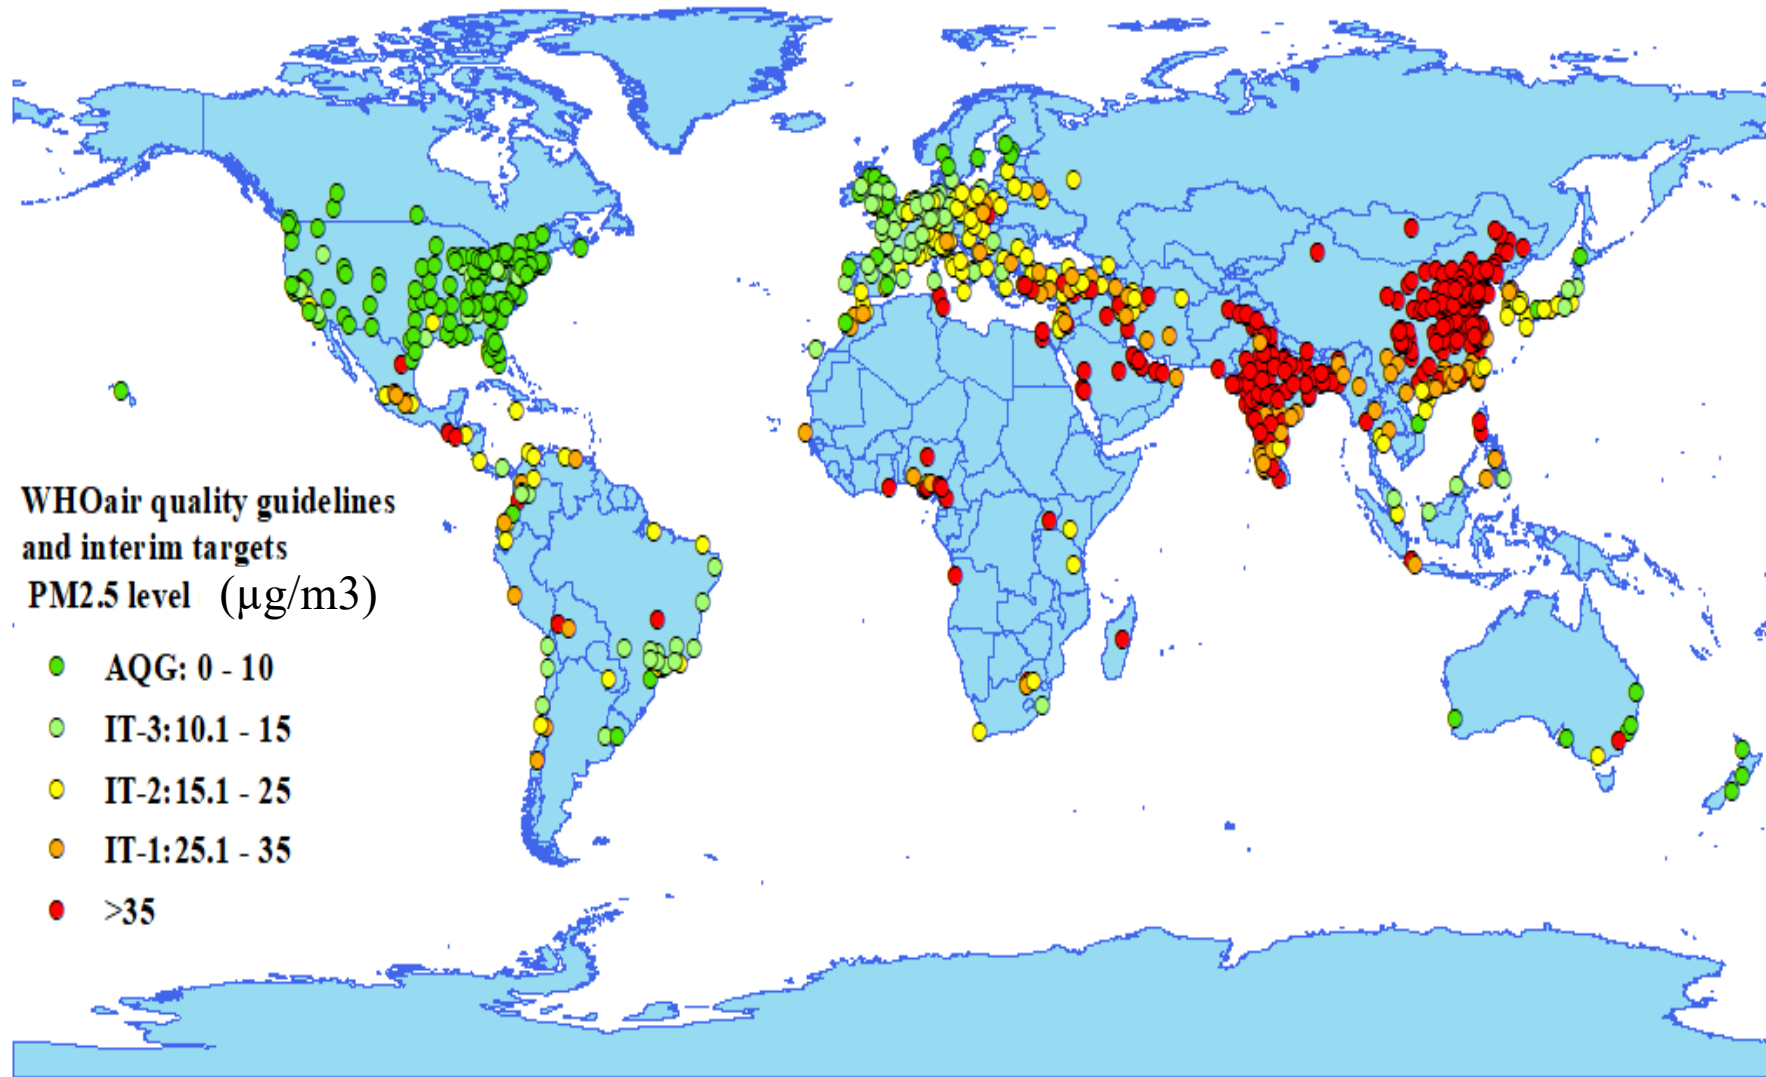 WHOair quality guidelines
and interim targets
PM2.5 level (µg/m3)
AQG: 0 - 10
IT-3:10.1 - 15
IT-2:15.1 - 25
IT-1:25.1 - 35
>35